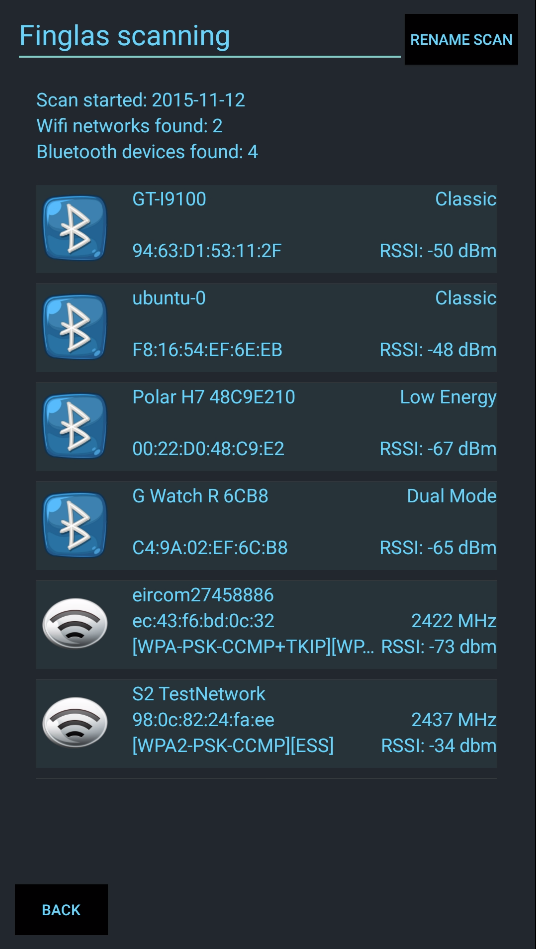 Finglas scanning
RENAME SCAN
Scan started: 2015-11-12
Wifi networks found: 2
Bluetooth devices found: 4
GT-I9100 Classic
94:63:D1:53:11:2F RSSI: -50 dBm
ubuntu-0 Classic
F8:16:54:EF:6E:EB RSSI: -48 dBm
Polar H7 48C9E210 Low Energy
00:22:D0:48:C9:E2 RSSI: -67 dBm
G Watch R 6CB8 Dual Mode
C4:9A:02:EF:6C:B8 RSSI: -65 dBm
eircom27458886
ec:43:f6:bd:0c:32 2422 MHz
[WPA-PSK-CCMP+TKIP][WP... RSSI: -73 dbm
S2 TestNetwork
98:0c:82:24:fa:ee 2437 MHz
[WPA2-PSK-CCMP][ESS] RSSI: -34 dbm
BACK